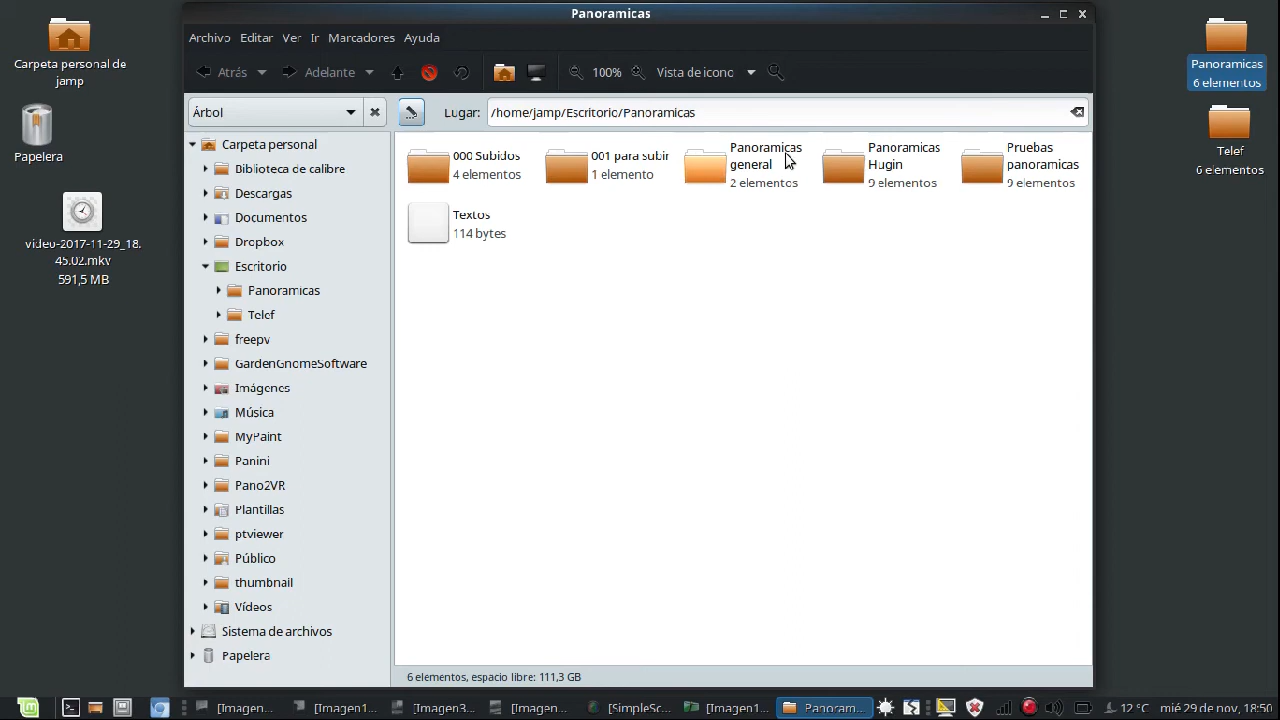 Panoramicas
Archivo Editar Ver Ir Marcadores Ayuda
Atrás Adelante 100% Vista de icono
Árbol Lugar: /home/jamp/Escritorio/Panoramicas
Carpeta personal de
jamp
Papelera
video-2017-11-29_18.
45.02.mkv
591,5 MB
Carpeta personal
Biblioteca de calibre
Descargas
Documentos
Dropbox
Escritorio
Panoramicas
Telef
freepv
GardenGnomeSoftware
Imágenes
Música
MyPaint
Panini
Pano2VR
Plantillas
ptviewer
Público
thumbnail
Vídeos
Sistema de archivos
Papelera
000 Subidos
4 elementos
001 para subir
1 elemento
Panoramicas
general
2 elementos
Panoramicas
Hugin
9 elementos
Pruebas
panoramicas
9 elementos
Textos
114 bytes
6 elementos, espacio libre: 111,3 GB
Panoramicas
6 elementos
Telef
6 elementos
[Imagen... [Imagen1... [Imagen3... [Imagen... [SimpleSc... [Imagen1... Panoram... 12 °C mié 29 de nov, 18:50